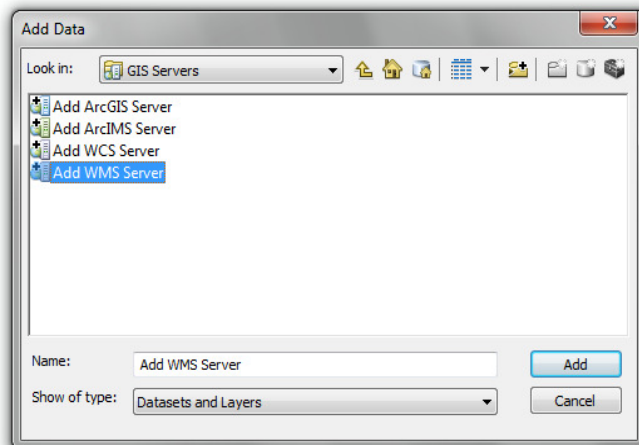 Add Data
Look in: GIS Servers
Add ArcGIS Server
Add ArcIMS Server
Add WCS Server
Add WMS Server
Name: Add WMS Server Add
Show of type: Datasets and Layers Cancel